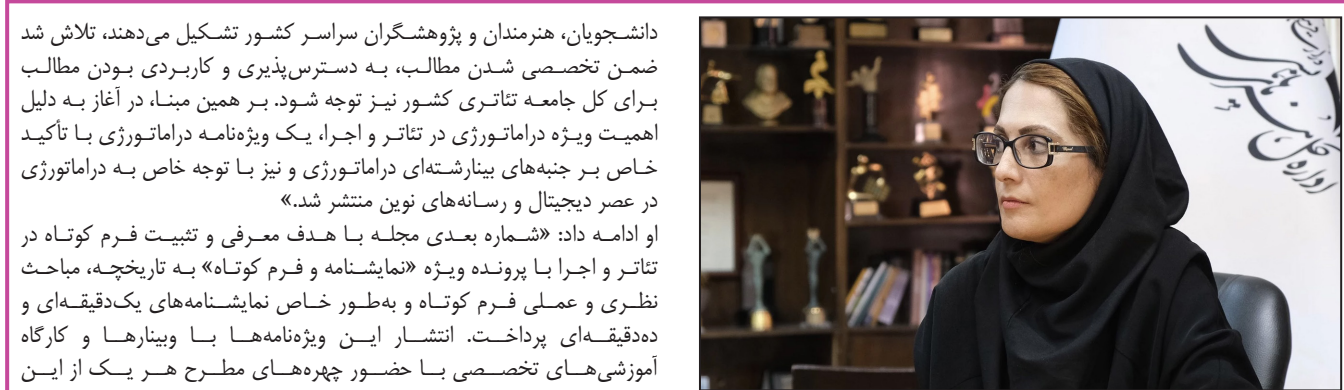 دانشجویان، هنرمندان و پژوهشگران سراسر کشور تشکیل می‌دهند، تلاش شد
ضمن تخصصی شدن مطالب، به دسترس‌پذیری و کاربردی بودن مطالب
برای کل جامعه تئاتری کشور نیز توجه شود. بر همین مبنا، در آغاز به دلیل
اهمیت ویژه دراماتورژی در تئاتر و اجرا، یک ویژه‌نامه دراماتورژی با تأکید
خاص بر جنبه‌های بینارشته‌ای دراماتورژی و نیز با توجه خاص به دراماتورژی
در عصر دیجیتال و رسانه‌های نوین منتشر شد.»
او ادامه داد: «شماره بعدی مجله با هدف معرفی و تثبیت فرم کوتاه در
تئاتر و اجرا با پرونده ویژه «نمایشنامه و فرم کوتاه» به تاریخچه، مباحث
نظری و عملی فرم کوتاه و به‌طور خاص نمایشنامه‌های یک‌دقیقه‌ای و
ده‌دقیقه‌ای پرداخت. انتشار این ویژه‌نامه‌ها با وبینارها و کارگاه
آموزشی‌های تخصصی با حضور چهره‌های مطرح هر یک از این